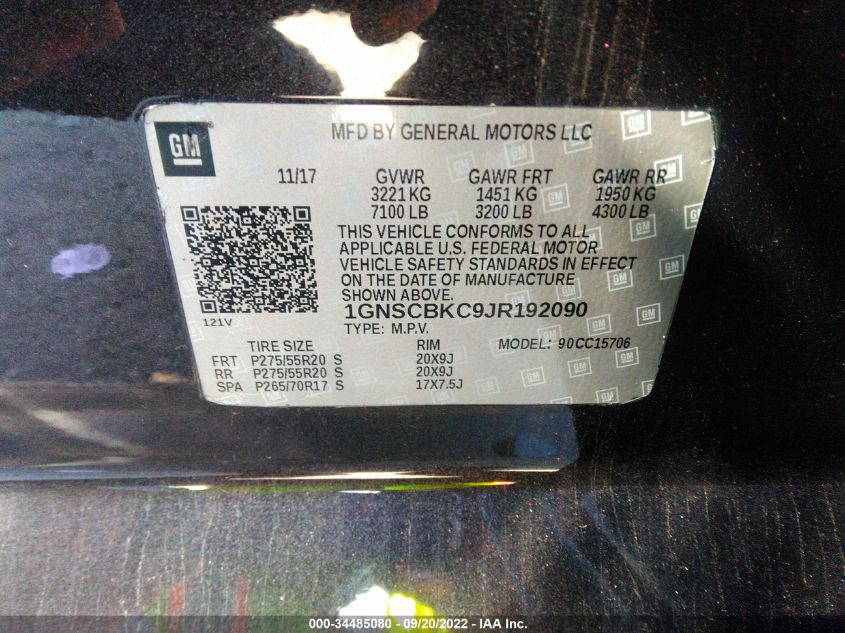 GM
MFD BY GENERAL MOTORS LLC
11/17 GVWR GAWR FRT GAWR RR
3221 KG 1451 KG 1950 KG
7100 LB 3200 LB 4300 LB
THIS VEHICLE CONFORMS TO ALL
APPLICABLE U.S. FEDERAL MOTOR
VEHICLE SAFETY STANDARDS IN EFFECT
ON THE DATE OF MANUFACTURE
SHOWN ABOVE.
1GNSCBKC9JR192090
121V
TYPE: M.P.V. MODEL: 90CC15706
TIRE SIZE RIM
FRT P275/55R20 S 20X9J
RR P275/55R20 S 20X9J
SPA P265/70R17 S 17X7.5J
000-34485080 - 09/20/2022 - IAA Inc.